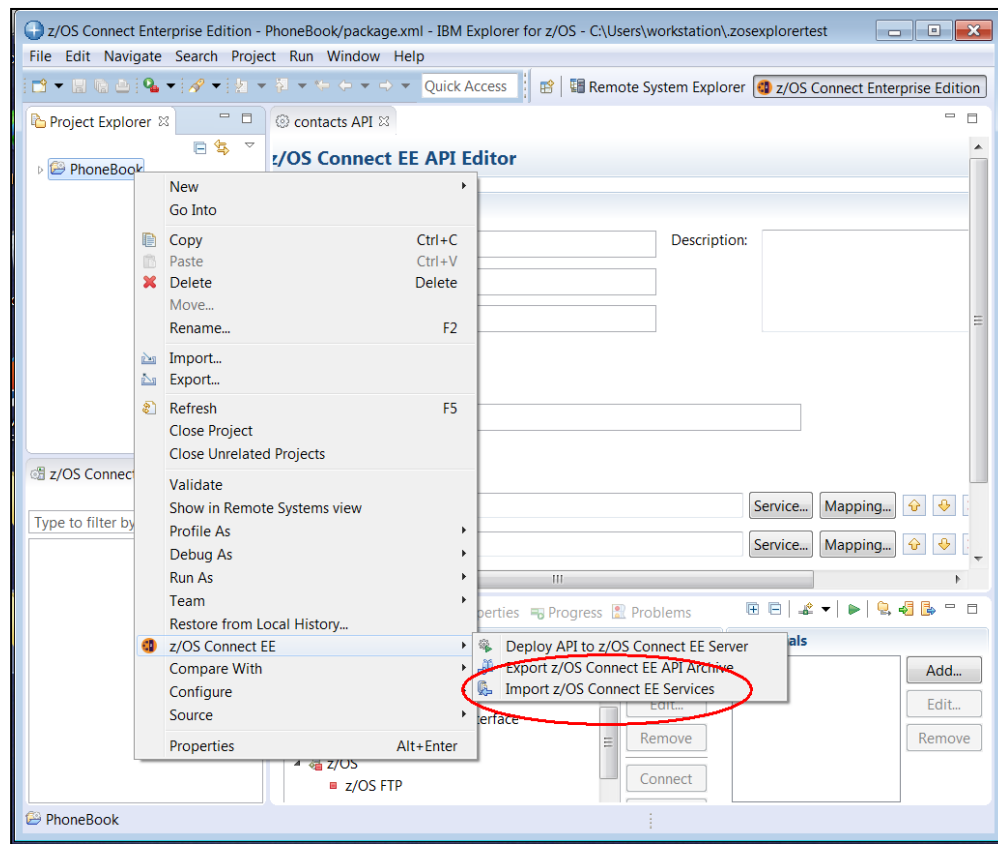 z/OS Connect Enterprise Edition - PhoneBook/package.xml - IBM Explorer for z/OS - C:\Users\workstation\.zosexplorertest
File Edit Navigate Search Project Run Window Help
Quick Access Remote System Explorer z/OS Connect Enterprise Edition
Project Explorer contacts API
z/OS Connect EE API Editor
PhoneBook
New
Go Into
Copy Ctrl+C Description:
Paste Ctrl+V
Delete Delete
Move...
Rename... F2
Import...
Export...
Refresh F5
Close Project
Close Unrelated Projects
z/OS Connect
Validate
Show in Remote Systems view Service... Mapping...
Type to filter by
Profile As
Debug As Service... Mapping...
Run As
Team Progress Problems
Restore from Local History...
z/OS Connect EE Deploy API to z/OS Connect EE Server
Compare With Export z/OS Connect EE API Archive Add...
Configure Import z/OS Connect EE Services
Edit... Edit...
Source
Properties Alt+Enter Remove Remove
z/OS
z/OS FTP Connect
PhoneBook